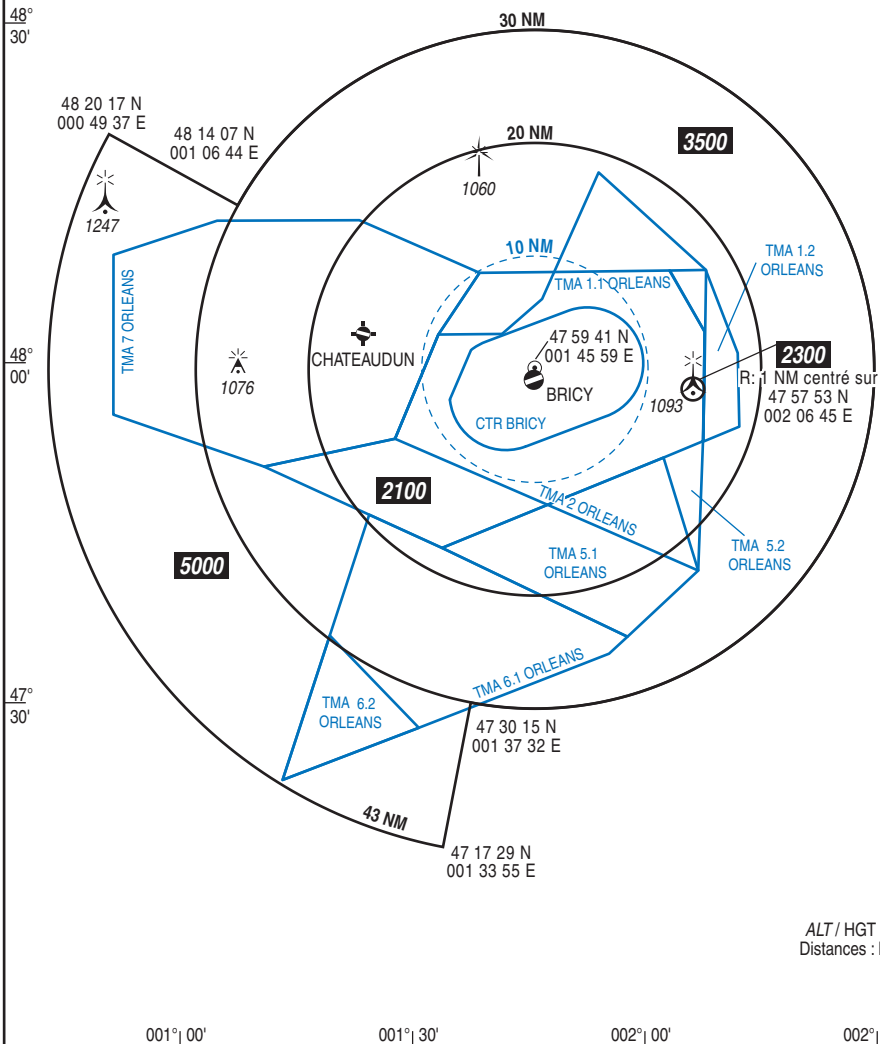 48°
30'
30 NM
48 20 17 N
000 49 37 E
48 14 07 N
001 06 44 E
20 NM
3500
1060
1247
10 NM
TMA 1.2
ORLEANS
TMA 1.1 ORLEANS
TMA 7 ORLEANS
48°
00'
CHATEAUDUN
47 59 41 N
001 45 59 E
2300
R: 1 NM centré sur
47 57 53 N
002 06 45 E
1076
1093
BRICY
CTR BRICY
2100
TMA 2 ORLEANS
TMA 5.1
ORLEANS
TMA 5.2
ORLEANS
5000
TMA 6.1 ORLEANS
TMA 6.2
ORLEANS
47°
30'
47 30 15 N
001 37 32 E
43 NM
47 17 29 N
001 33 55 E
ALT / HGT
Distances :
001° 00'
001° 30'
002° 00'
002°